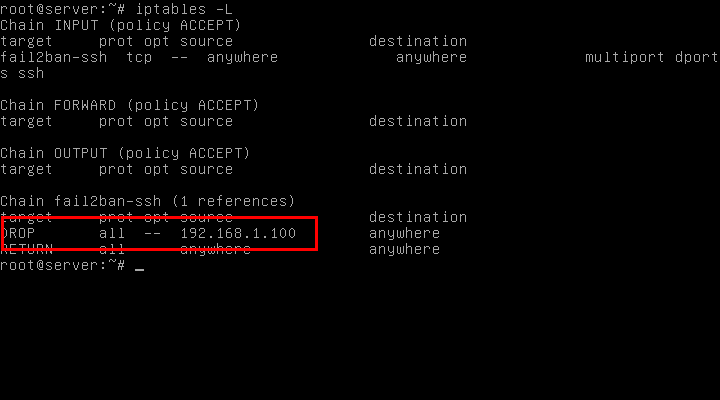 root@server:~# iptables -L
Chain INPUT (policy ACCEPT)
target     prot opt source               destination
fail2ban-ssh  tcp  --  anywhere             anywhere             multiport dport
s ssh
Chain FORWARD (policy ACCEPT)
target     prot opt source               destination
Chain OUTPUT (policy ACCEPT)
target     prot opt source               destination
Chain fail2ban-ssh (1 references)
target     prot opt source               destination
DROP       all  --  192.168.1.100        anywhere
RETURN     all  --  anywhere             anywhere
root@server:~# _